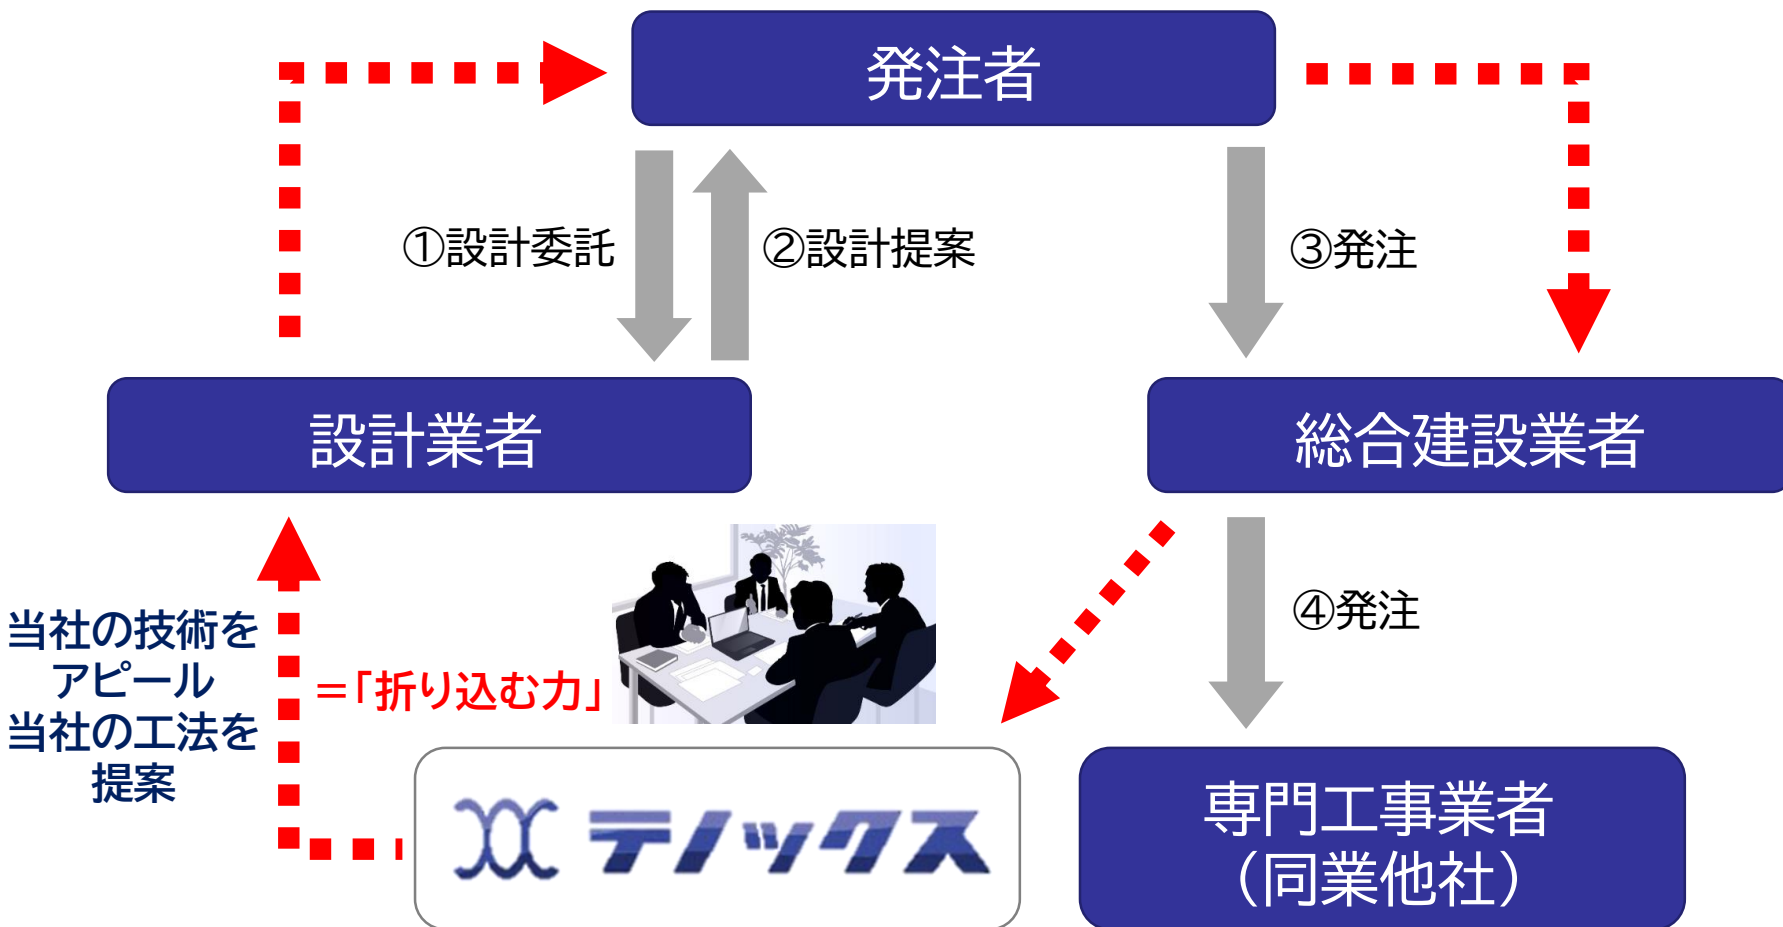 発注者
①設計委託
②設計提案
③発注
設計業者
総合建設業者
当社の技術を
アピール
当社の工法を
提案
=「折り込む力」
④発注
テノックス
専門工事業者
（同業他社）